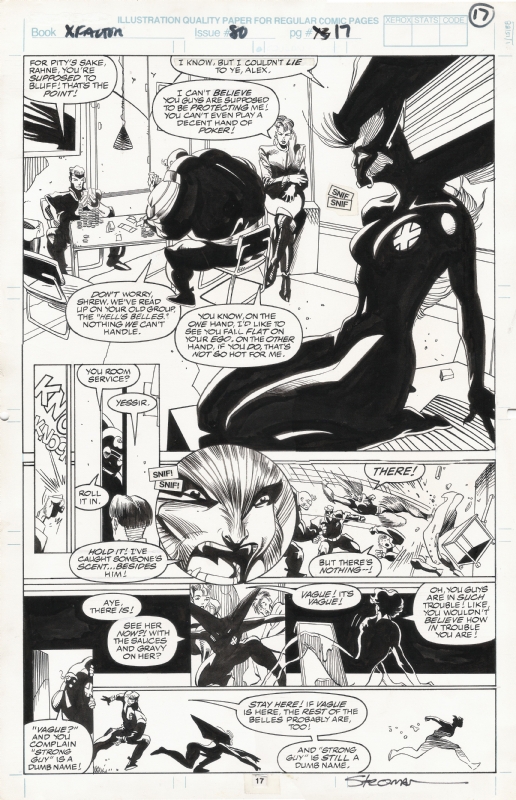 ILLUSTRATION QUALITY PAPER FOR REGULAR COMIC PAGES
Book XFACTOR
Issue #80
pg #17
XEROX STATS CODE
17
FOR PITY'S SAKE,
RAHNE, YOU'RE
SUPPOSED TO
BLUFF! THAT'S
THE POINT!
I KNOW, BUT I COULDN'T LIE
TO YE, ALEX.
I CAN'T BELIEVE
YOU GUYS ARE SUPPOSED
TO BE PROTECTING ME!
YOU CAN'T EVEN PLAY A
DECENT HAND OF
POKER!
SNIF
SNIF
DON'T WORRY,
SHREW. WE'VE READ
UP ON YOUR OLD GROUP,
THE "HELL'S BELLES."
NOTHING WE CAN'T
HANDLE.
YOU KNOW, ON THE
ONE HAND, I'D LIKE TO
SEE YOU FALL FLAT ON
YOUR EGO. ON THE OTHER
HAND, IF YOU DO, THAT'S
NOT SO HOT FOR ME.
YOU ROOM
SERVICE?
YESSIR.
ROLL
IT IN.
SNIF!
SNIF!
HOLD IT! I'VE
CAUGHT SOMEONE'S
SCENT...BESIDES
HIM!
THERE!
BUT THERE'S
NOTHING--!
AYE,
THERE IS!
SEE HER
NOW?! WITH
THE SAUCES
AND GRAVY
ON HER?
VAGUE! IT'S
VAGUE!
OH, YOU GUYS
ARE IN SUCH
TROUBLE! LIKE,
YOU WOULDN'T
BELIEVE HOW
IN TROUBLE
YOU ARE!
"VAGUE?"
AND YOU
COMPLAIN
"STRONG
GUY" IS A
DUMB NAME!
STAY HERE! IF VAGUE
IS HERE, THE REST OF THE
BELLES PROBABLY ARE,
TOO!
AND "STRONG
GUY" IS STILL A
DUMB NAME.
17
STROMAN